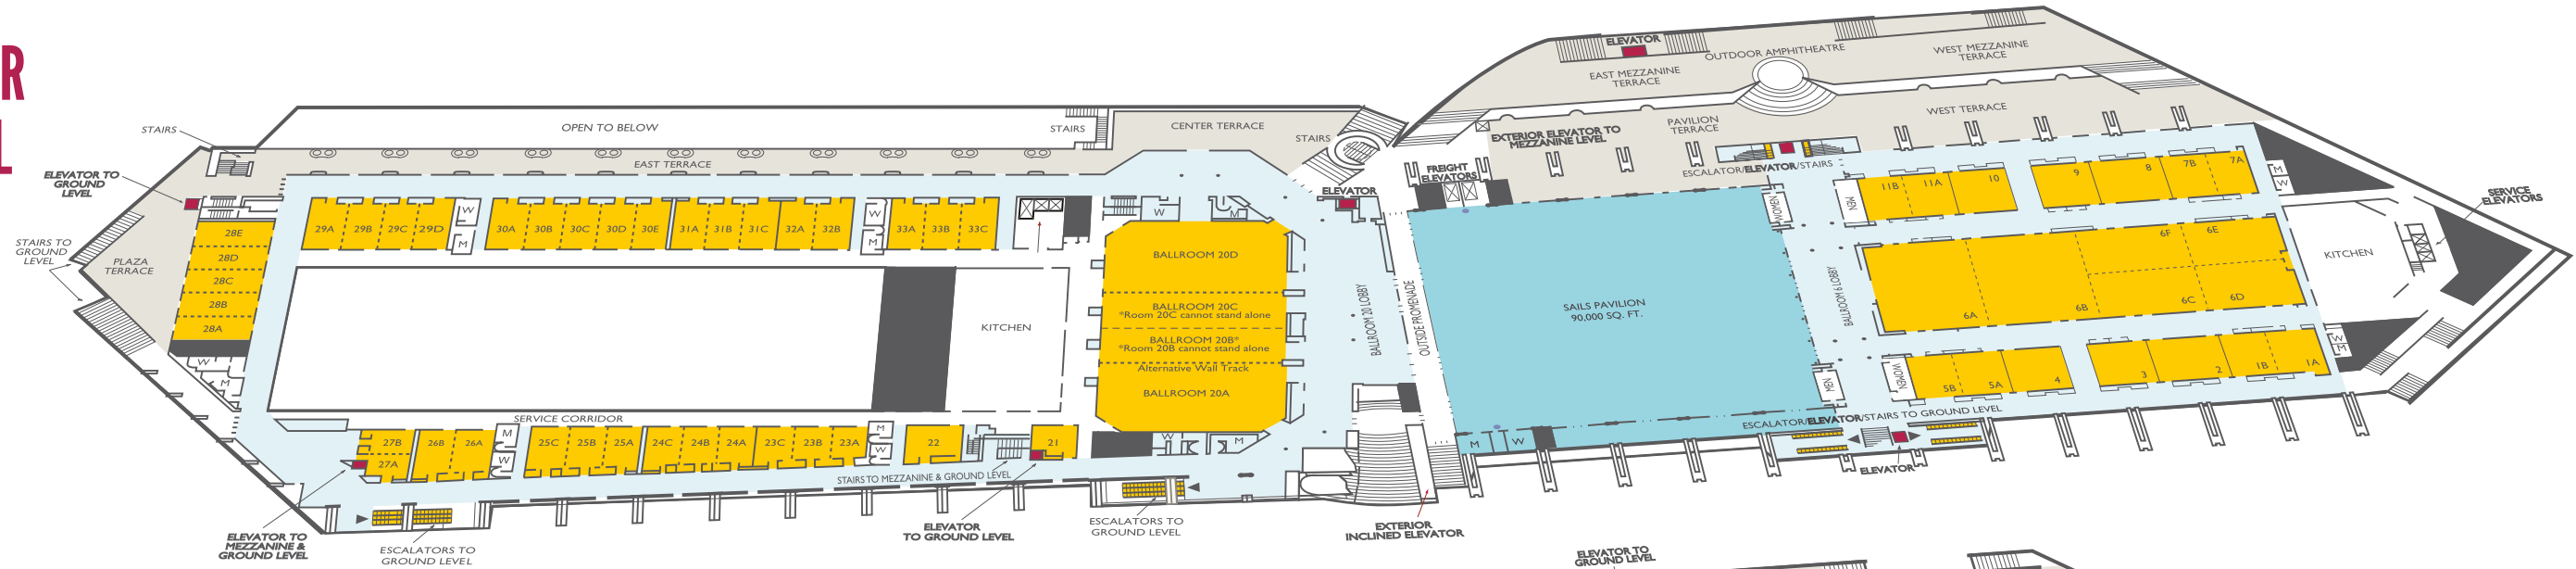 R
L
STAIRS
ELEVATOR TO
GROUND
LEVEL
STAIRS TO
GROUND
LEVEL
PLAZA
TERRACE
OPEN TO BELOW
EAST TERRACE
STAIRS
CENTER TERRACE
STAIRS
ELEVATOR
28E
28D
28C
28B
28A
W
M
29A
29B
29C
29D
W
M
30A
30B
30C
30D
30E
31A
31B
31C
32A
32B
W
M
33A
33B
33C
W
M
KITCHEN
SERVICE CORRIDOR
27B
27A
26B
26A
M
W
25C
25B
25A
24C
24B
24A
23C
23B
23A
M
W
22
21
STAIRS TO MEZZANINE & GROUND LEVEL
BALLROOM 20D
BALLROOM 20C
*Room 20C cannot stand alone
BALLROOM 20B*
*Room 20B cannot stand alone
Alternative Wall Track
BALLROOM 20A
W
M
BALLROOM 20 LOBBY
OUTSIDE PROMENADE
ELEVATOR TO
MEZZANINE &
GROUND LEVEL
ESCALATORS TO
GROUND LEVEL
ELEVATOR
TO GROUND LEVEL
ESCALATORS TO
GROUND LEVEL
EXTERIOR
INCLINED ELEVATOR
ELEVATOR
OUTDOOR AMPHITHEATRE
EAST MEZZANINE
TERRACE
WEST MEZZANINE
TERRACE
WEST TERRACE
PAVILION
TERRACE
EXTERIOR ELEVATOR TO
MEZZANINE LEVEL
FREIGHT
ELEVATORS
ESCALATOR/ELEVATOR/STAIRS
SAILS PAVILION
90,000 SQ. FT.
M
W
WOMEN
MEN
MEN
WOMEN
BALLROOM 6 LOBBY
11B
11A
10
9
8
7B
7A
M
W
6F
6E
6A
6B
6C
6D
5B
5A
4
3
2
1B
1A
W
M
KITCHEN
SERVICE
ELEVATORS
ESCALATOR/ELEVATOR/STAIRS TO GROUND LEVEL
ELEVATOR
ELEVATOR TO
GROUND LEVEL